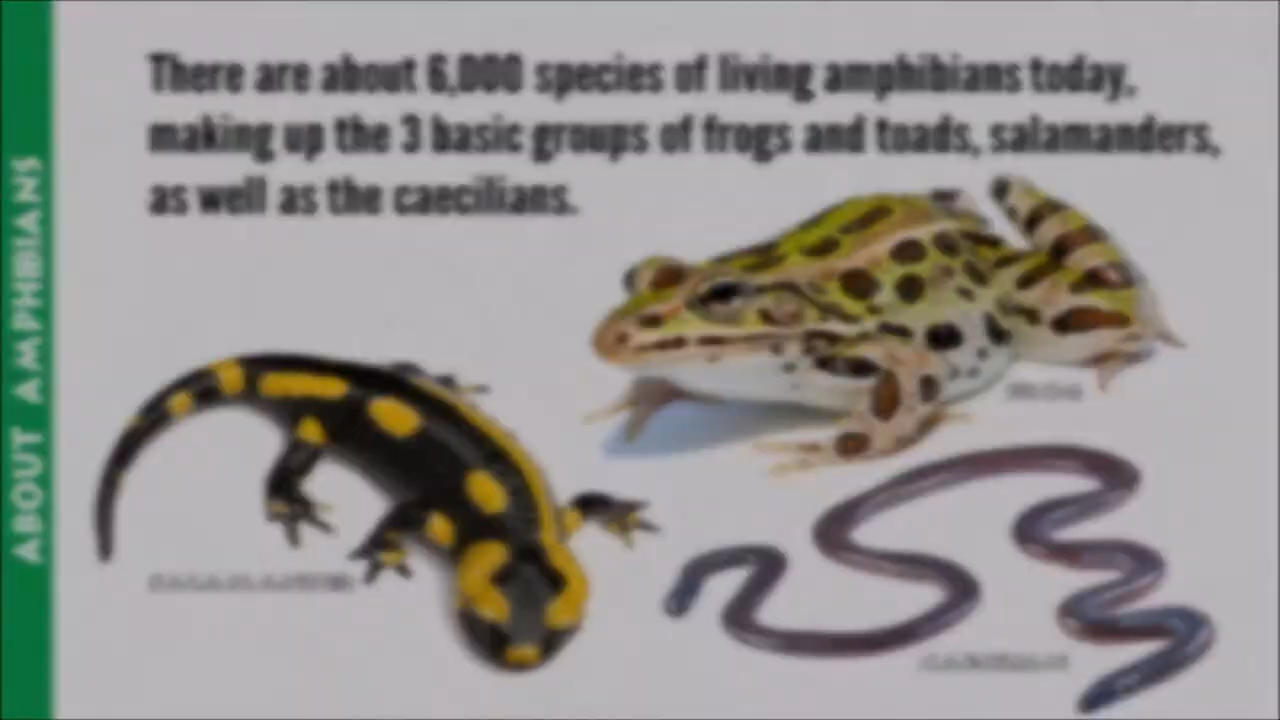 There are about 6,000 species of living amphibians today,
making up the 3 basic groups of frogs and toads, salamanders,
as well as the caecilians.
ABOUT AMPHIBIANS